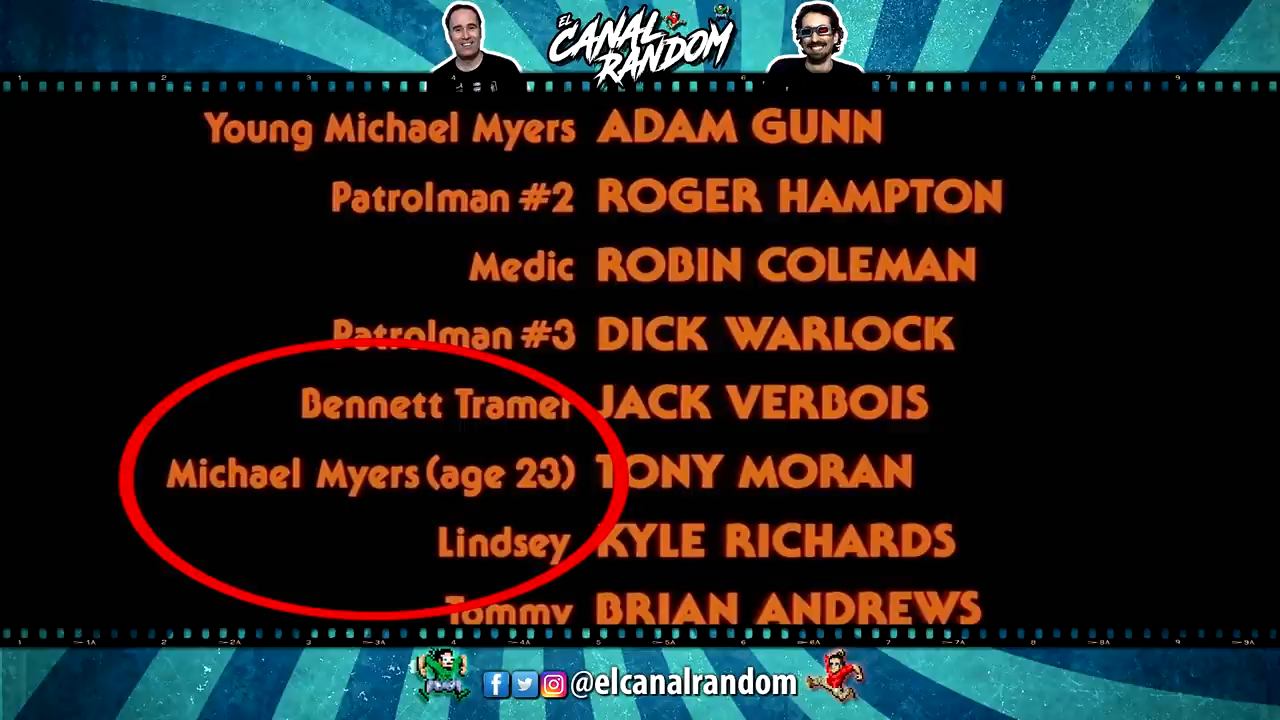 EL CANAL RANDOM
Young Michael Myers ADAM GUNN
Patrolman #2 ROGER HAMPTON
Medic ROBIN COLEMAN
Patrolman #3 DICK WARLOCK
Bennett Tramer JACK VERBOIS
Michael Myers (age 23) TONY MORAN
Lindsey KYLE RICHARDS
Tommy BRIAN ANDREWS
@elcanalrandom